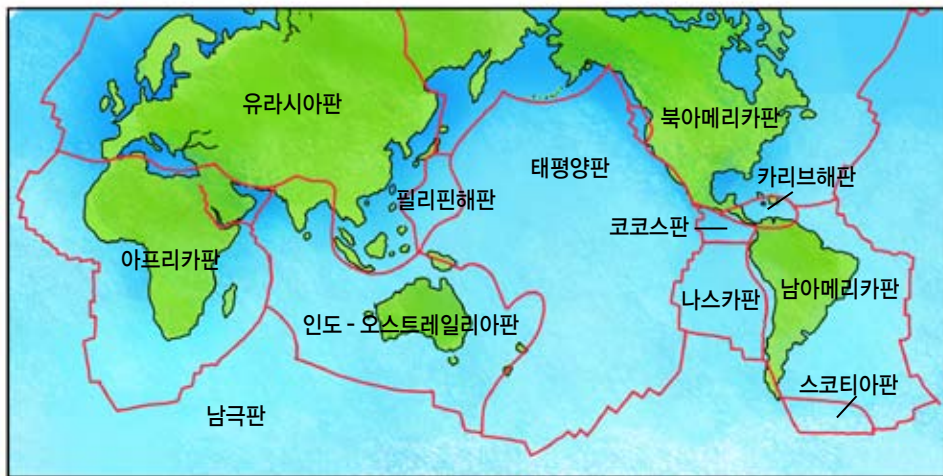 유라시아판
북아메리카판
태평양판
카리브해판
필리핀해판
코코스판
아프리카판
나스카판
남아메리카판
인도 - 오스트레일리아판
스코티아판
남극판